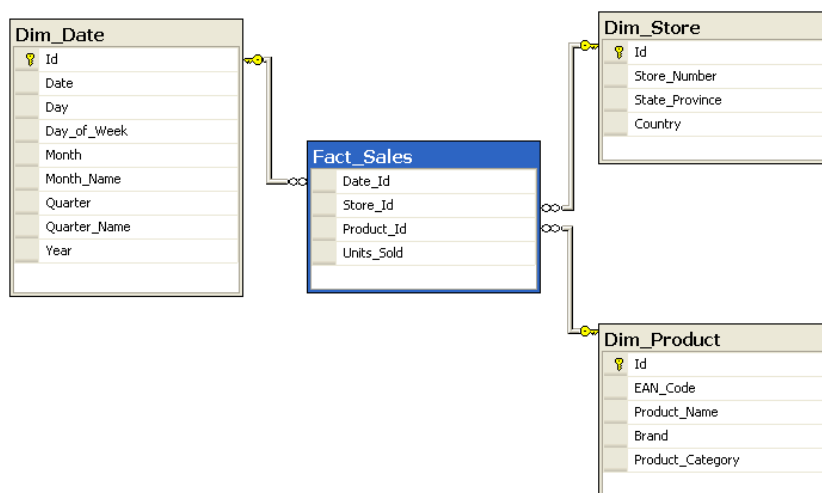 Dim_Date
Id
Date
Day
Day_of_Week
Month
Month_Name
Quarter
Quarter_Name
Year
Fact_Sales
Date_Id
Store_Id
Product_Id
Units_Sold
Dim_Store
Id
Store_Number
State_Province
Country
Dim_Product
Id
EAN_Code
Product_Name
Brand
Product_Category